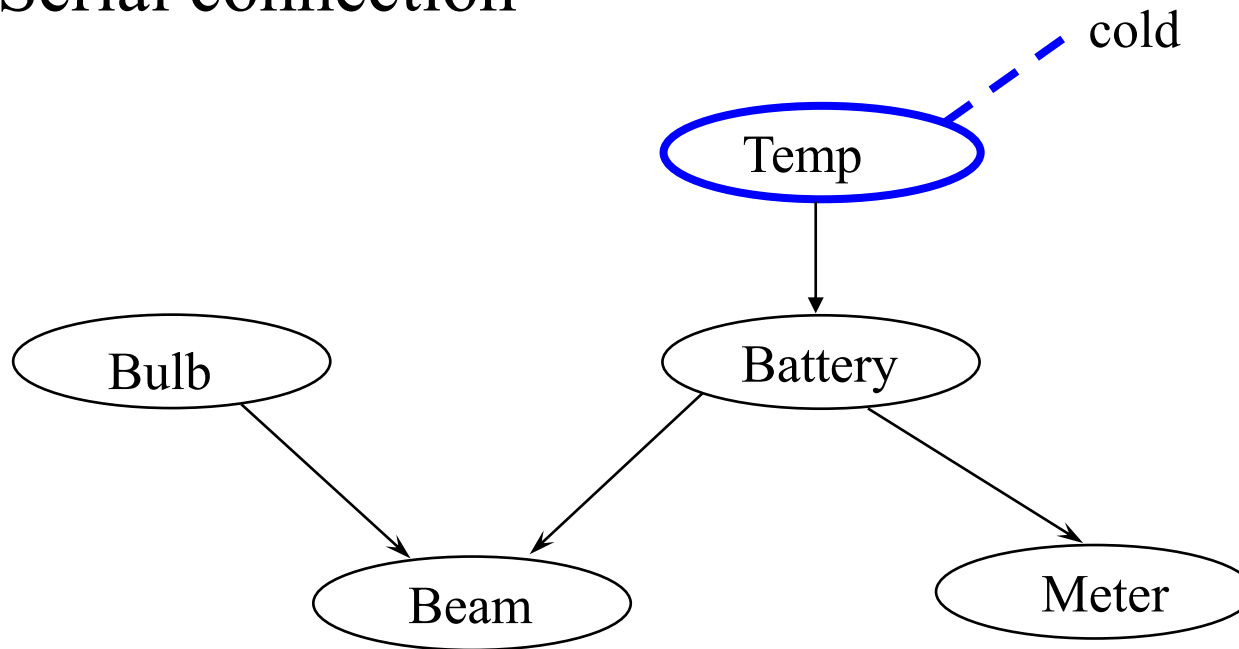 Serial connection
cold
Temp
Bulb
Battery
Beam
Meter